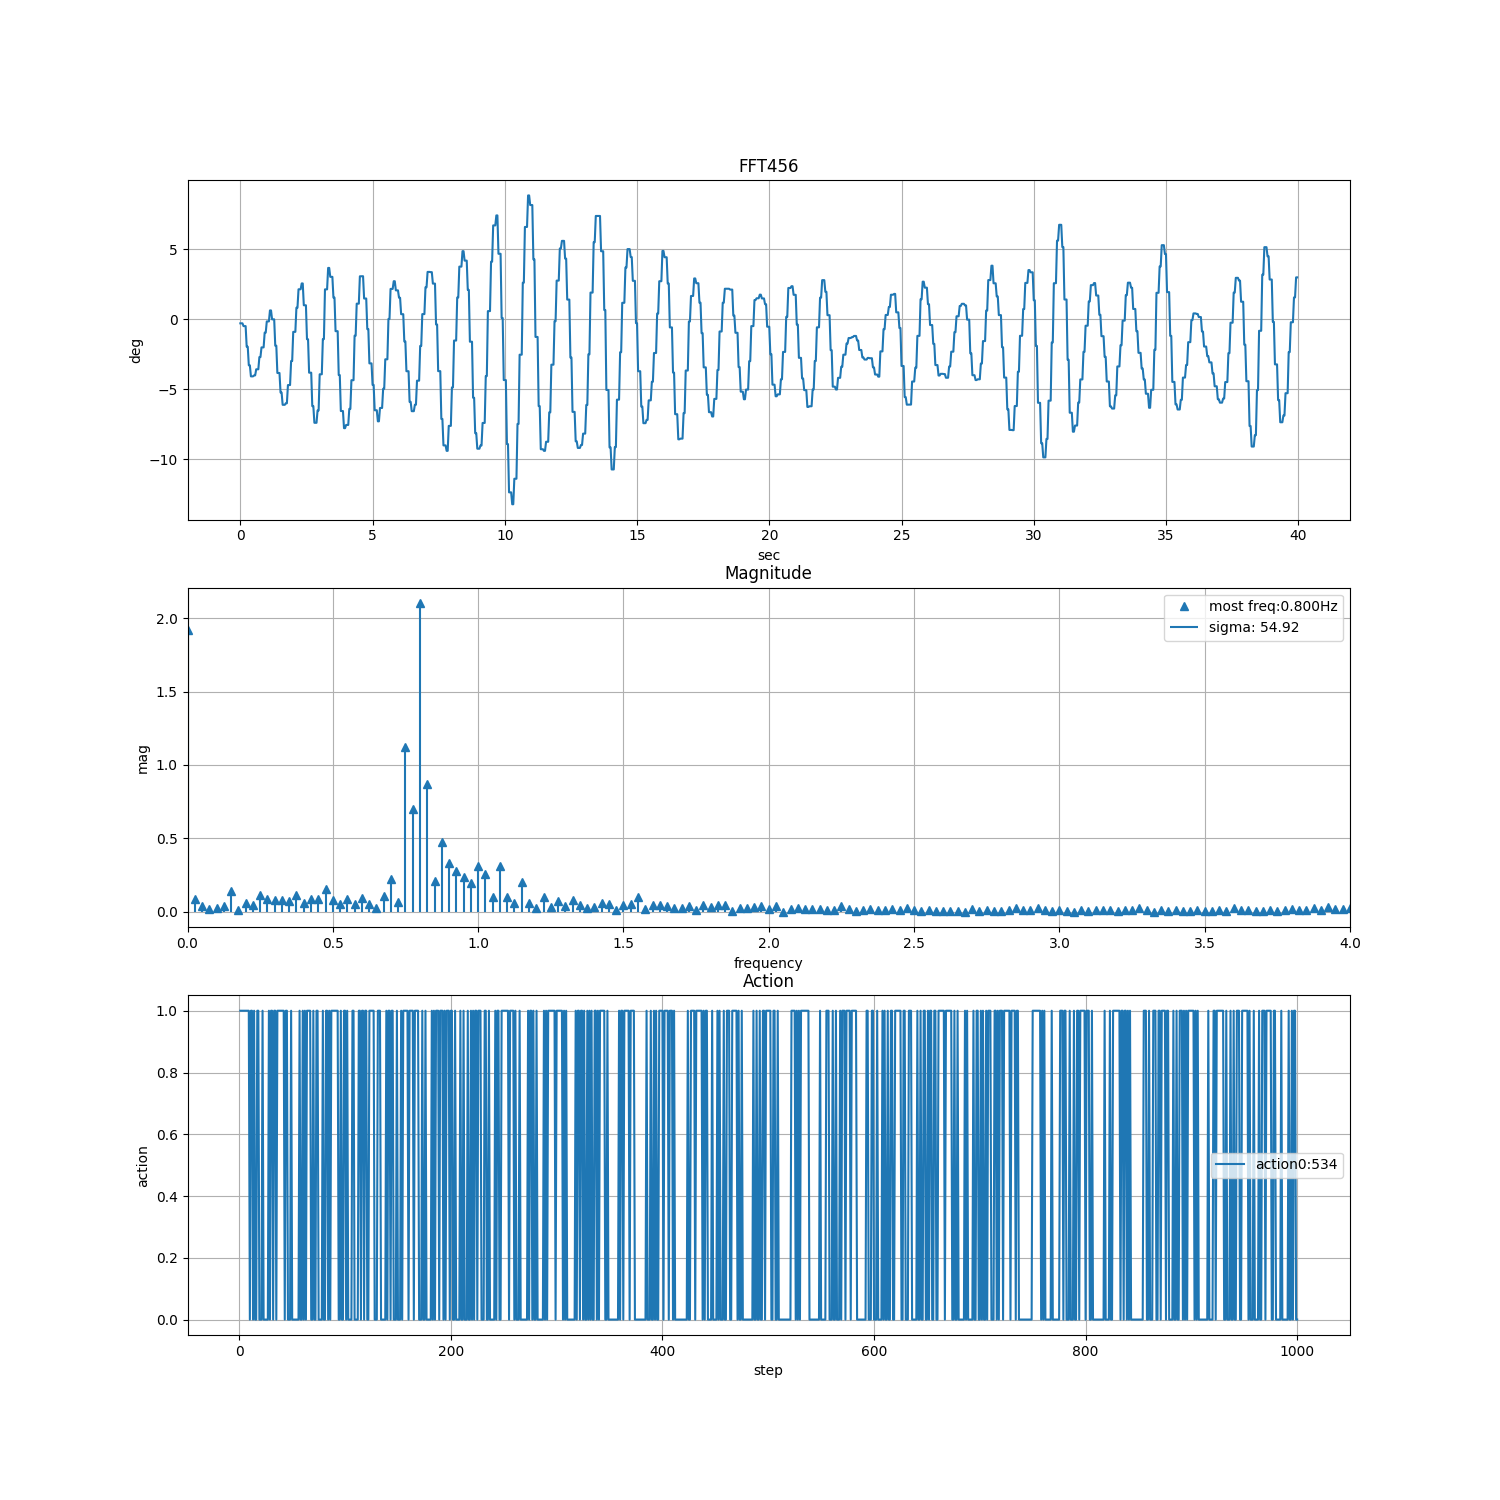 FFT456
5
0
−5
−10
deg
0 5 10 15 20 25 30 35 40
sec
Magnitude
most freq:0.800Hz
sigma: 54.92
2.0
1.5
1.0
0.5
0.0
mag
0.0 0.5 1.0 1.5 2.0 2.5 3.0 3.5 4.0
frequency
Action
1.0
0.8
0.6
0.4
0.2
0.0
action
action0:534
0 200 400 600 800 1000
step